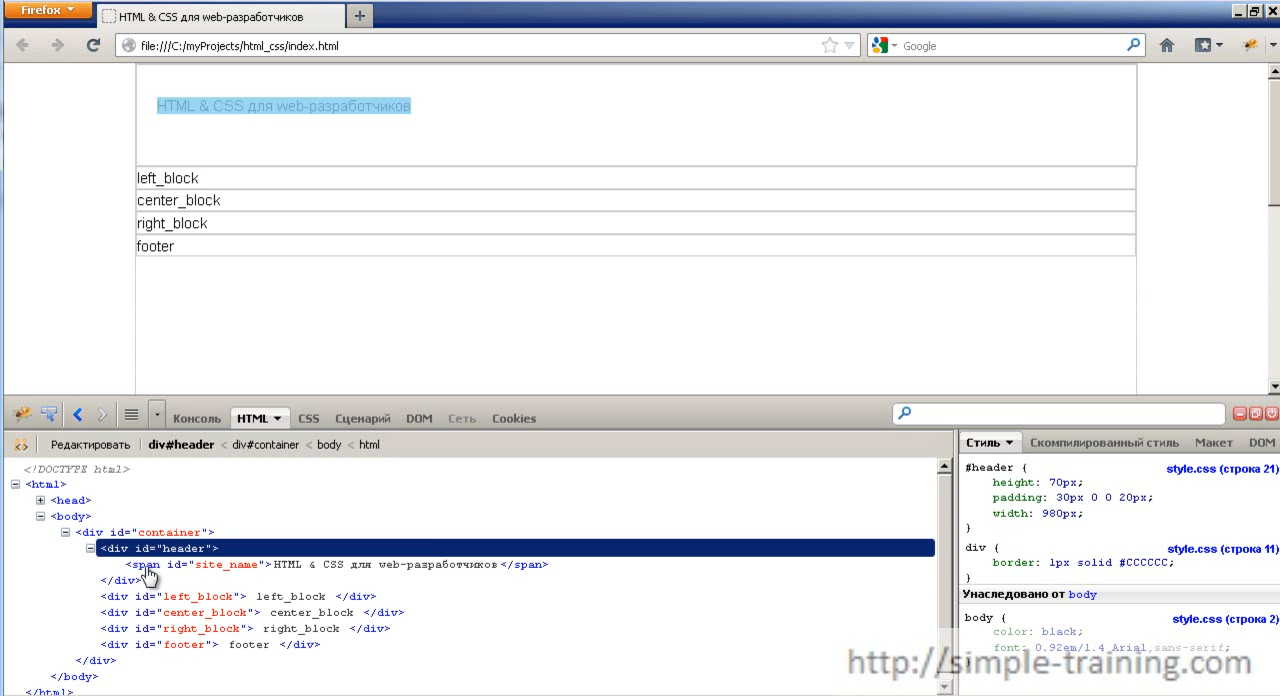 Firefox
HTML & CSS для web-разработчиков
file:///C:/myProjects/html_css/index.html
Google
HTML & CSS для web-разработчиков
left_block
center_block
right_block
footer
Консоль HTML CSS Сценарий DOM Сеть Cookies
Редактировать div#header < div#container < body < html
Стиль Скомпилированный стиль Макет DOM
<!DOCTYPE html>
<html>
<head>
<body>
<div id="container">
<div id="header">
<span id="site_name">HTML & CSS для web-разработчиков</span>
</div>
<div id="left_block"> left_block </div>
<div id="center_block"> center_block </div>
<div id="right_block"> right_block </div>
<div id="footer"> footer </div>
</div>
</body>
</html>
#header { style.css (строка 21)
height: 70px;
padding: 30px 0 0 20px;
width: 980px;
}
div { style.css (строка 11)
border: 1px solid #CCCCCC;
}
Унаследовано от body
body { style.css (строка 2)
color: black;
font: 0.92em/1.4 Arial,sans-serif;
http://simple-training.com